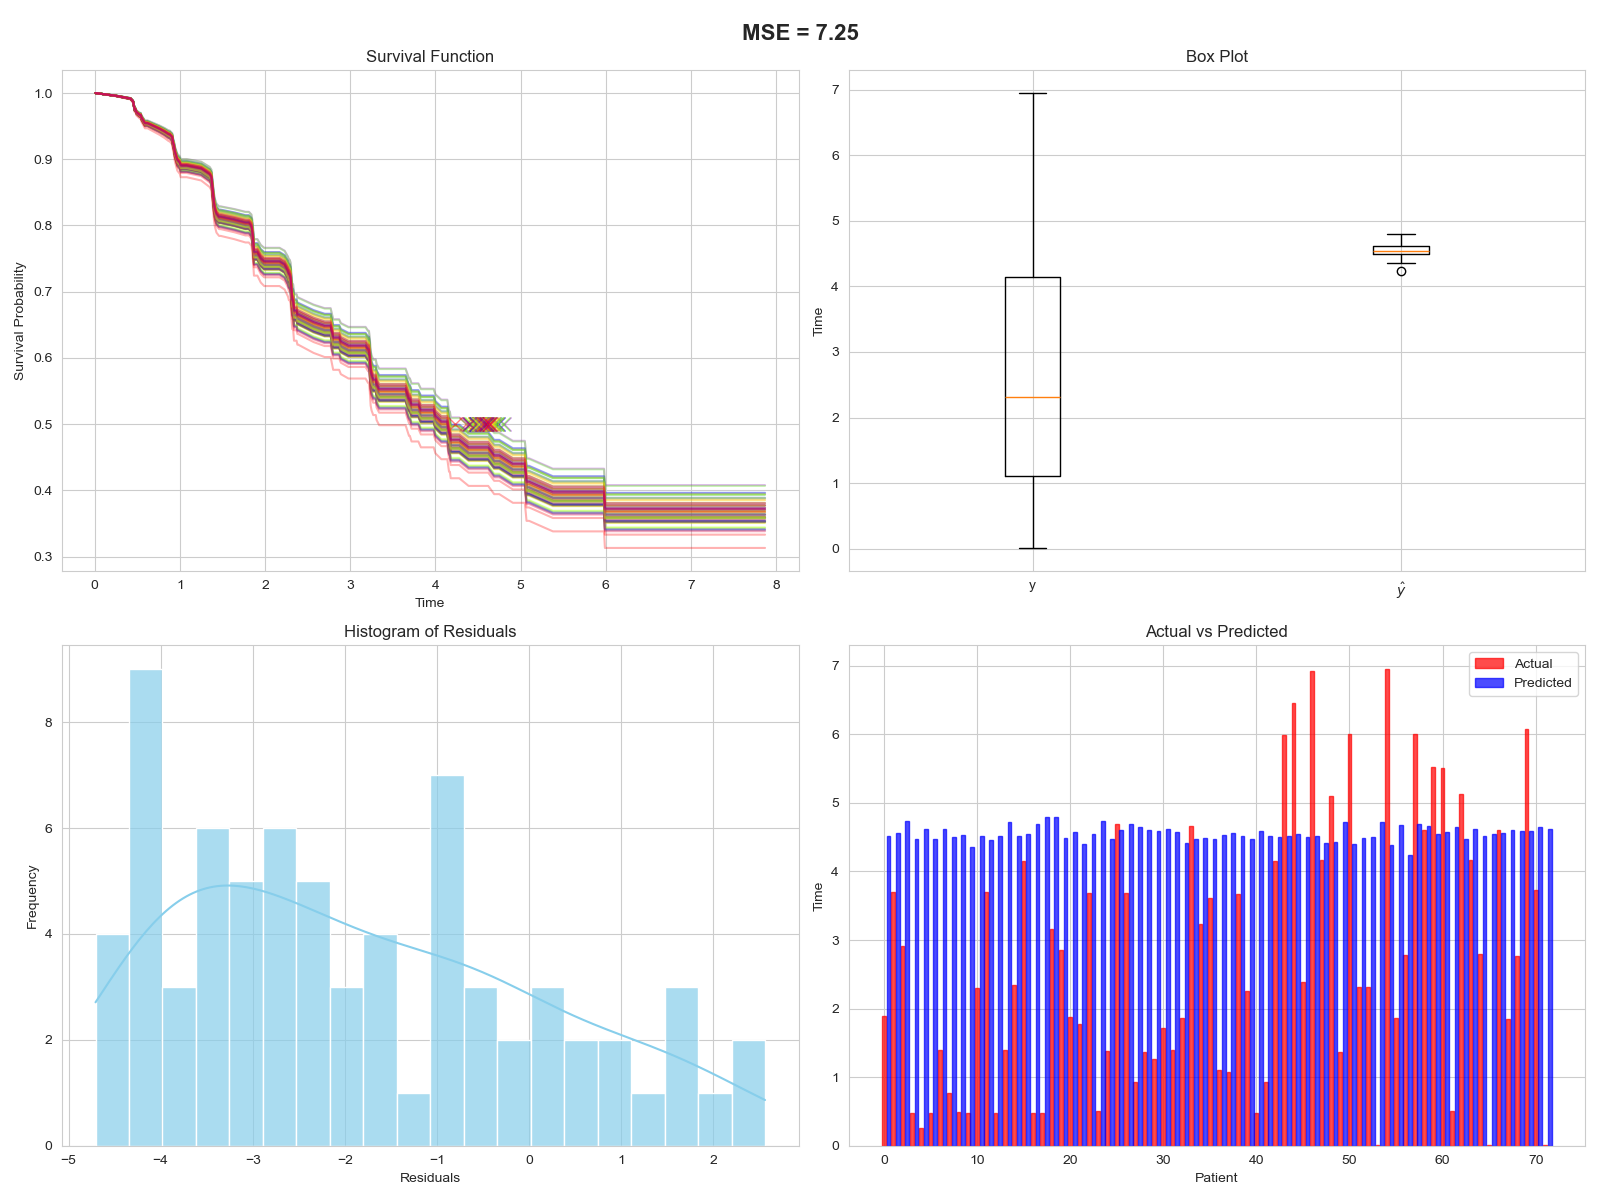 MSE = 7.25
Survival Function
1.0
0.9
0.8
0.7
0.6
0.5
0.4
0.3
Survival Probability
0 1 2 3 4 5 6 7 8
Time
Box Plot
7
6
5
4
3
2
1
0
Time
y ŷ
Histogram of Residuals
8
6
4
2
0
Frequency
−5 −4 −3 −2 −1 0 1 2
Residuals
Actual vs Predicted
Actual
Predicted
7
6
5
4
3
2
1
0
Time
0 10 20 30 40 50 60 70
Patient